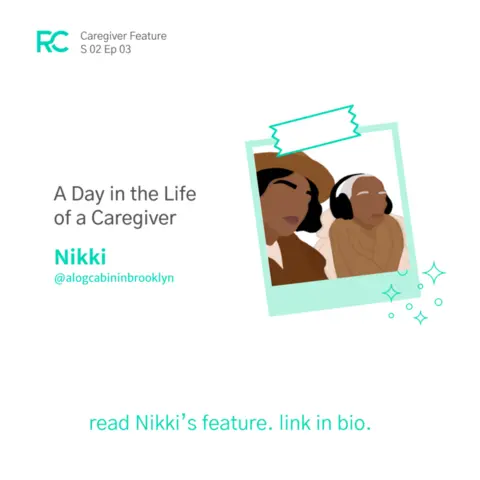 RC
Caregiver Feature
S 02 Ep 03
A Day in the Life
of a Caregiver
Nikki
@alogcabininbrooklyn
read Nikki's feature. link in bio.